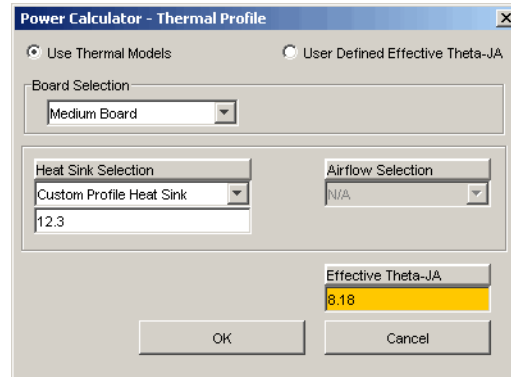 Power Calculator - Thermal Profile
Use Thermal Models
User Defined Effective Theta-JA
Board Selection
Medium Board
Heat Sink Selection
Airflow Selection
Custom Profile Heat Sink
N/A
12.3
Effective Theta-JA
8.18
OK
Cancel